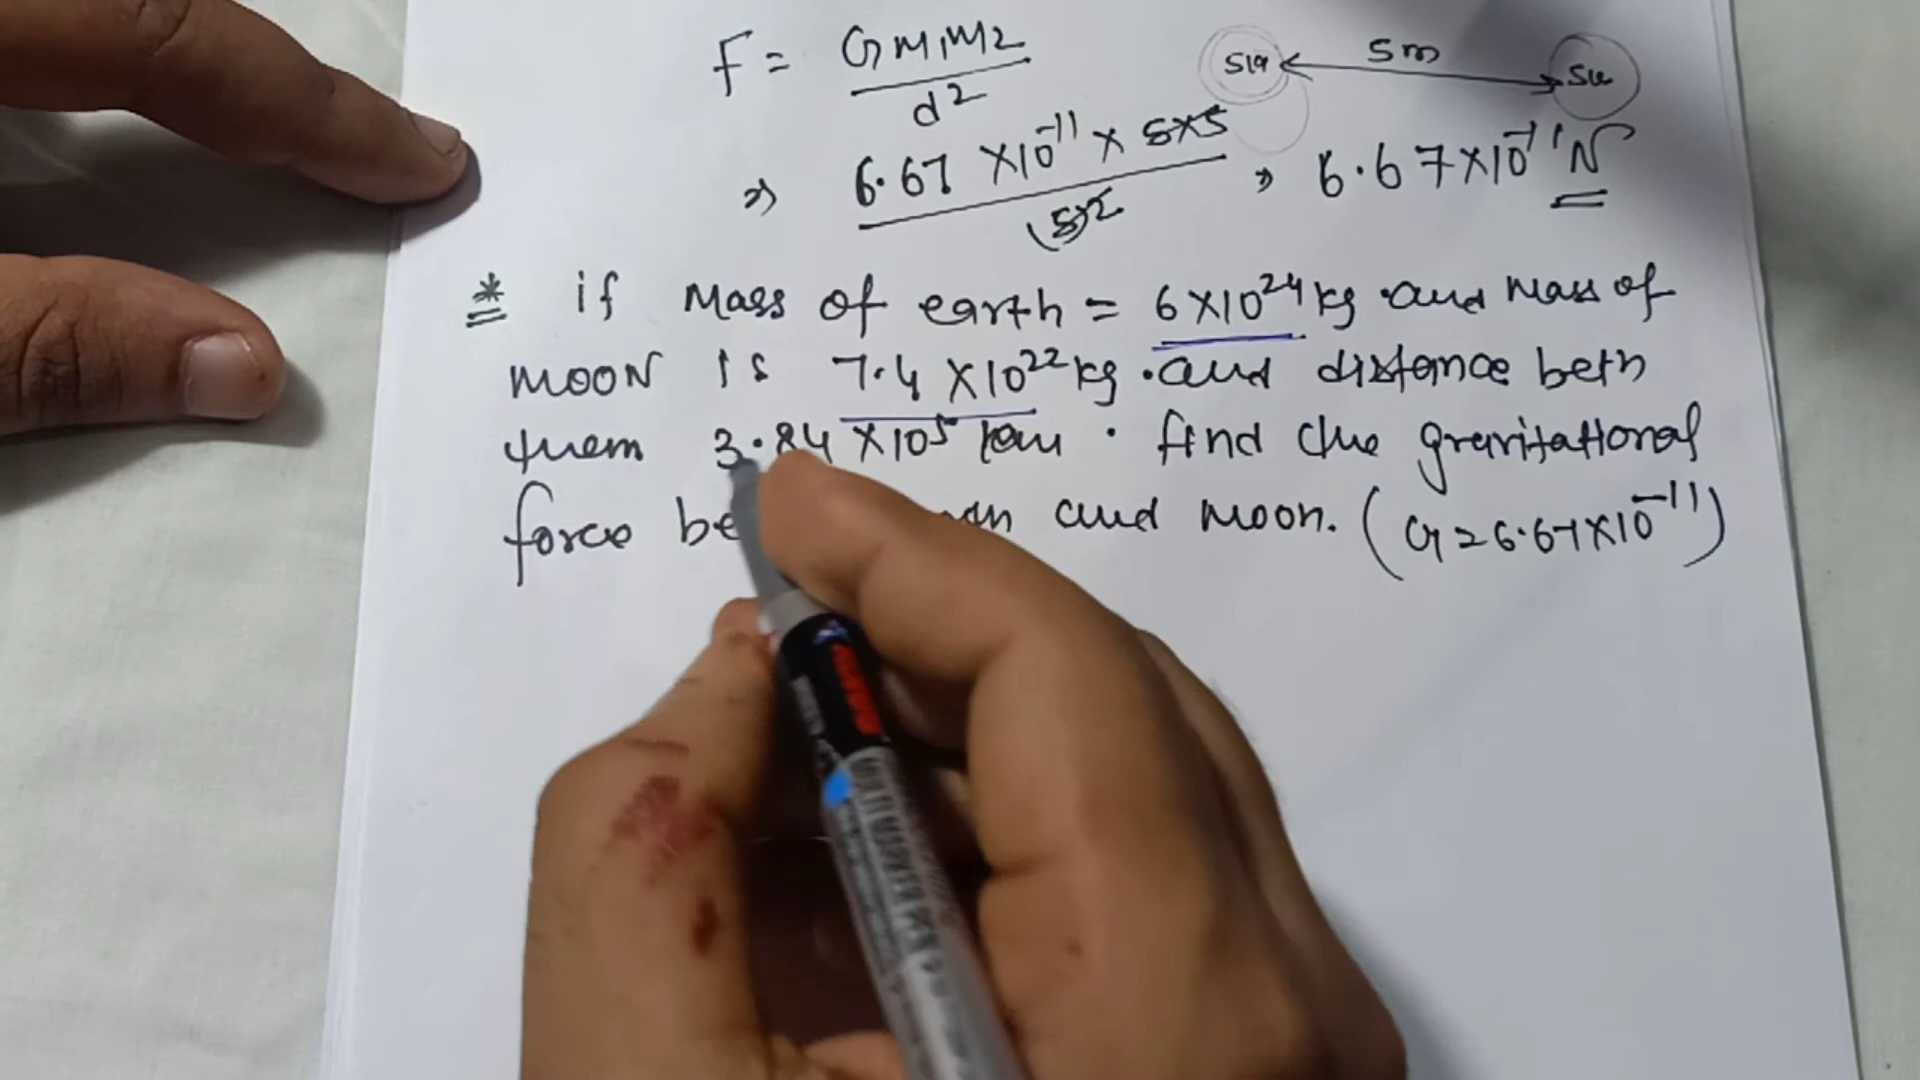 F = Gm₁m₂
d²
5kg 5m 5kg
⇒ 6.67 × 10⁻¹¹ × 5×5
(5)²
⇒ 6.67×10⁻¹¹ N
* if Mass of earth = 6×10²⁴ kg and mass of
moon is 7.4 ×10²² kg . and distance beth
them 3.84 ×10⁵ km . find the gravitational
force and moon. (G = 6.67×10⁻¹¹)